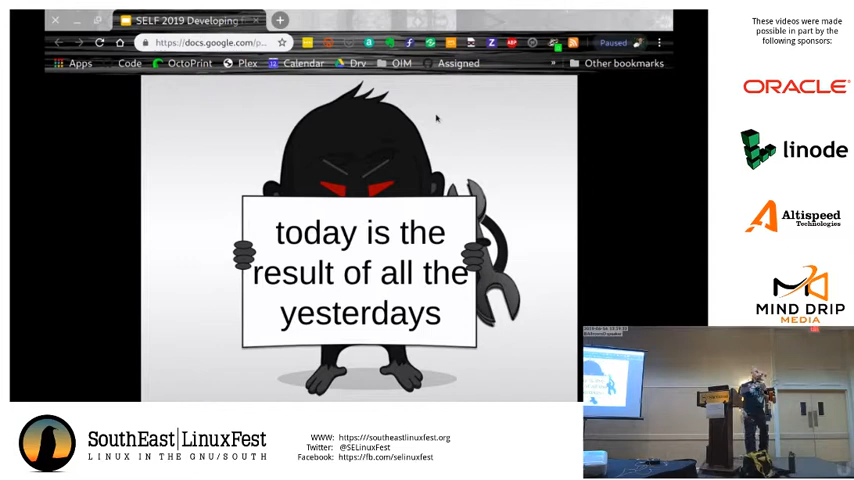 SELF 2019 Developing f
https://docs.google.com/p...
Paused
Apps
Code
OctoPrint
Plex
Calendar
Drv
OIM
Assigned
»
Other bookmarks
today is the
result of all the
yesterdays
These videos were made
possible in part by the
following sponsors:
ORACLE
linode
Altispeed
Technologies
MIND DRIP
MEDIA
SouthEast|LinuxFest
LINUX IN THE GNU/SOUTH
WWW: https://southeastlinuxfest.org
Twitter: @SELinuxFest
Facebook: https://fb.com/selinuxfest